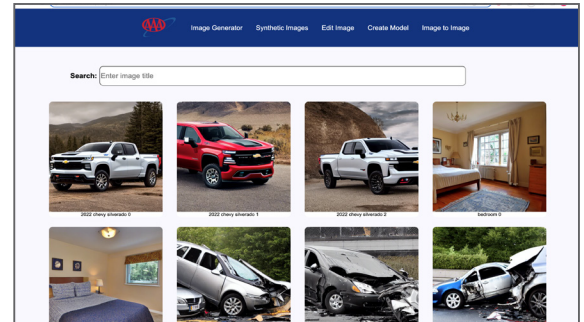 AAA
Image Generator Synthetic Images Edit Image Create Model Image to Image
Search: Enter image title
2022 chevy silverado 0 2022 chevy silverado 1 2022 chevy silverado 2 bedroom 0